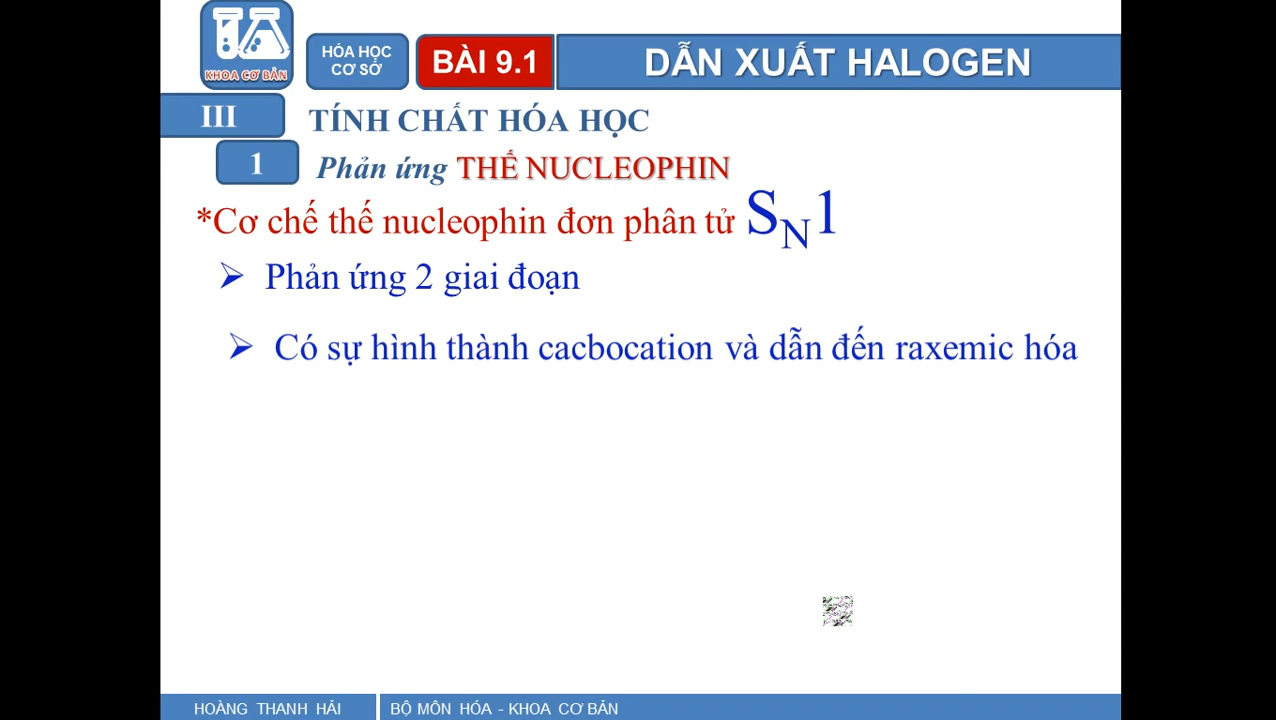 KHOA CƠ BẢN
HÓA HỌC
CƠ SỞ
BÀI 9.1
DẪN XUẤT HALOGEN
III
TÍNH CHẤT HÓA HỌC
1
Phản ứng THẾ NUCLEOPHIN
*Cơ chế thế nucleophin đơn phân tử SN1
➢ Phản ứng 2 giai đoạn
➢ Có sự hình thành cacbocation và dẫn đến raxemic hóa
HOÀNG THANH HẢI
BỘ MÔN HÓA - KHOA CƠ BẢN